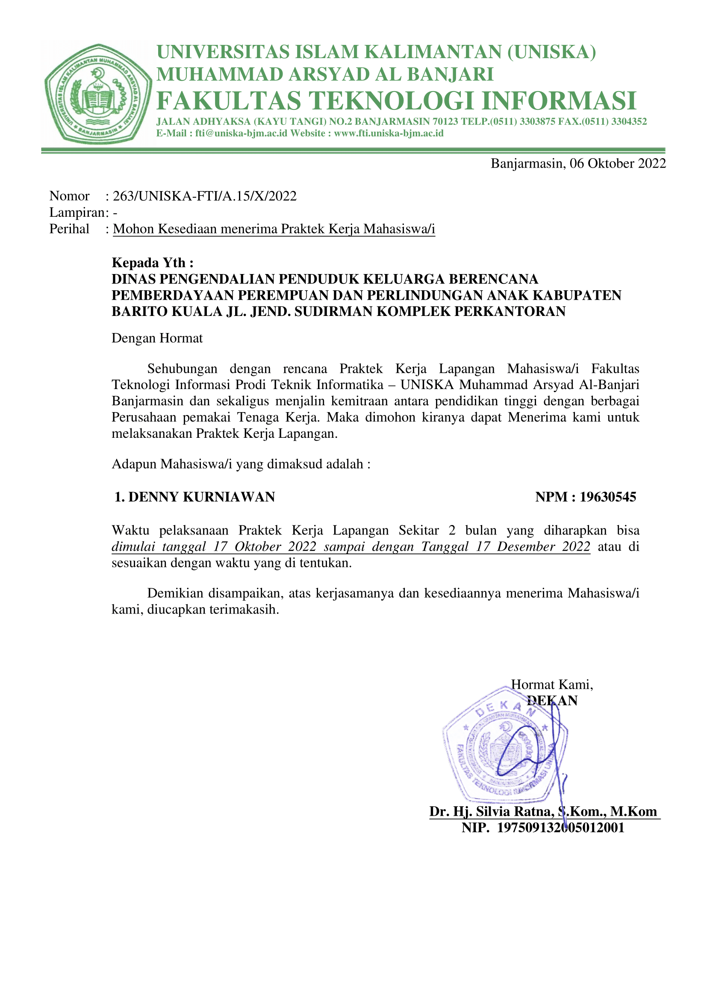 UNIVERSITAS ISLAM KALIMANTAN MUHAMMAD ARSYAD AL BANJARI
BANJARMASIN
UNIVERSITAS ISLAM KALIMANTAN (UNISKA)
MUHAMMAD ARSYAD AL BANJARI
FAKULTAS TEKNOLOGI INFORMASI
JALAN ADHYAKSA (KAYU TANGI) NO.2 BANJARMASIN 70123 TELP.(0511) 3303875 FAX.(0511) 3304352
E-Mail : fti@uniska-bjm.ac.id Website : www.fti.uniska-bjm.ac.id
Banjarmasin, 06 Oktober 2022
Nomor : 263/UNISKA-FTI/A.15/X/2022
Lampiran: -
Perihal : Mohon Kesediaan menerima Praktek Kerja Mahasiswa/i
Kepada Yth :
DINAS PENGENDALIAN PENDUDUK KELUARGA BERENCANA
PEMBERDAYAAN PEREMPUAN DAN PERLINDUNGAN ANAK KABUPATEN
BARITO KUALA JL. JEND. SUDIRMAN KOMPLEK PERKANTORAN
Dengan Hormat
Sehubungan dengan rencana Praktek Kerja Lapangan Mahasiswa/i Fakultas
Teknologi Informasi Prodi Teknik Informatika – UNISKA Muhammad Arsyad Al-Banjari
Banjarmasin dan sekaligus menjalin kemitraan antara pendidikan tinggi dengan berbagai
Perusahaan pemakai Tenaga Kerja. Maka dimohon kiranya dapat Menerima kami untuk
melaksanakan Praktek Kerja Lapangan.
Adapun Mahasiswa/i yang dimaksud adalah :
1. DENNY KURNIAWAN NPM : 19630545
Waktu pelaksanaan Praktek Kerja Lapangan Sekitar 2 bulan yang diharapkan bisa
dimulai tanggal 17 Oktober 2022 sampai dengan Tanggal 17 Desember 2022 atau di
sesuaikan dengan waktu yang di tentukan.
Demikian disampaikan, atas kerjasamanya dan kesediaannya menerima Mahasiswa/i
kami, diucapkan terimakasih.
Hormat Kami,
DEKAN
DEKAN
FAKULTAS TEKNOLOGI INFORMASI UNISKA
Dr. Hj. Silvia Ratna, S.Kom., M.Kom
NIP. 197509132005012001